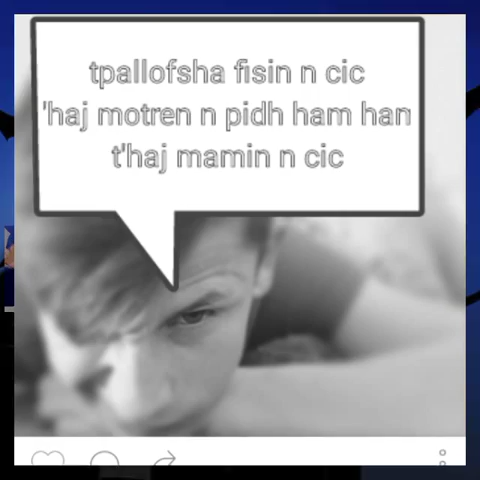 tpallofsha fisin n cic
'haj motren n pidh ham han
t'haj mamin n cic